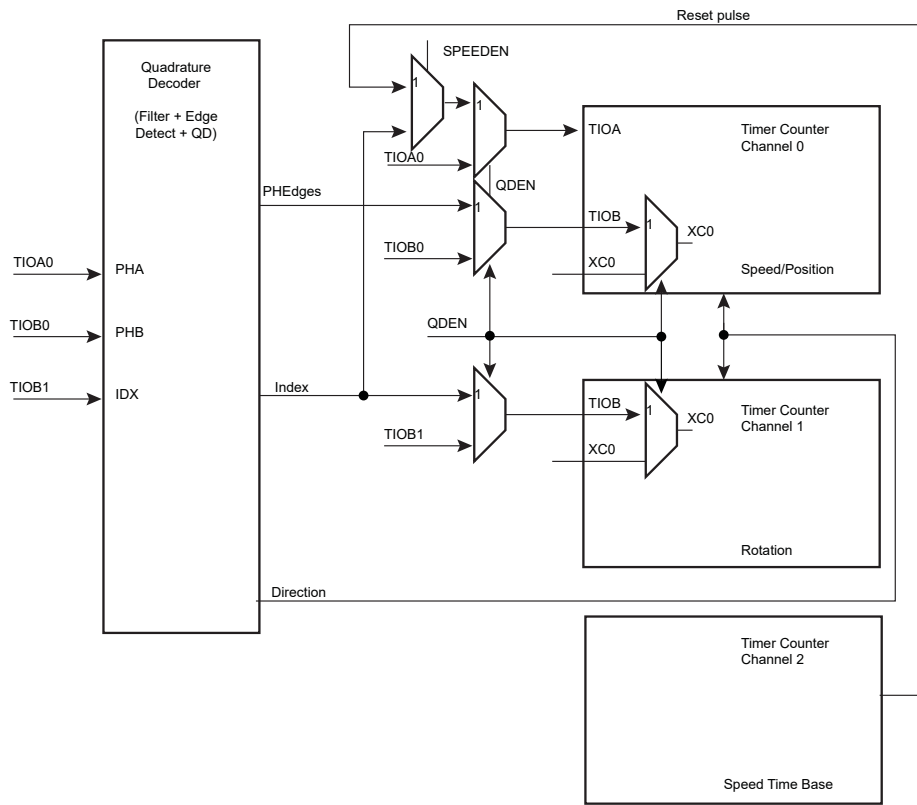 Reset pulse
SPEEDEN
Quadrature
Decoder
(Filter + Edge
Detect + QD)
1
1
TIOA
Timer Counter
Channel 0
TIOA0
QDEN
PHEdges
1
TIOB
1
XC0
TIOB0
XC0
Speed/Position
TIOA0
PHA
QDEN
TIOB0
PHB
Index
TIOB1
IDX
1
TIOB
1
Timer Counter
Channel 1
XC0
TIOB1
XC0
Rotation
Direction
Timer Counter
Channel 2
Speed Time Base